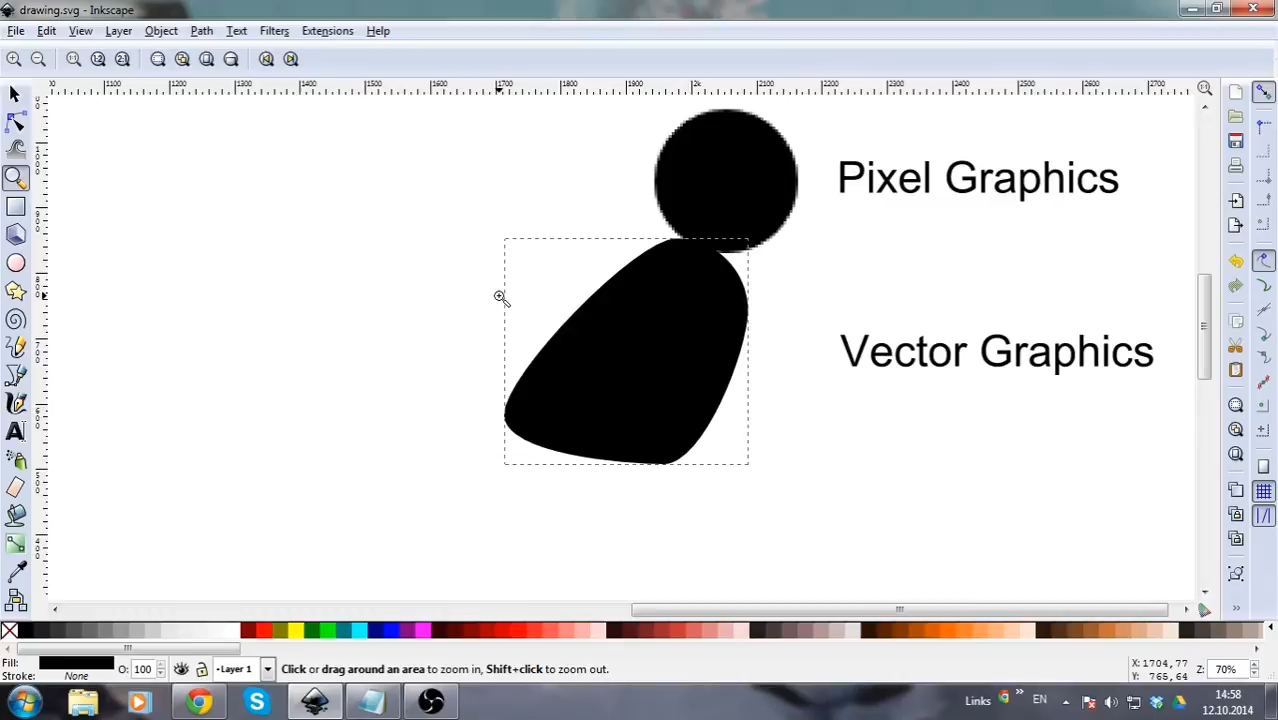 drawing.svg - Inkscape
File Edit View Layer Object Path Text Filters Extensions Help
Pixel Graphics
Vector Graphics
Fill:
Stroke: None
O: 100
Layer 1
Click or drag around an area to zoom in, Shift+click to zoom out.
X: 1704,77
Y: 765,64
Z: 70%
Links
EN
14:58
12.10.2014